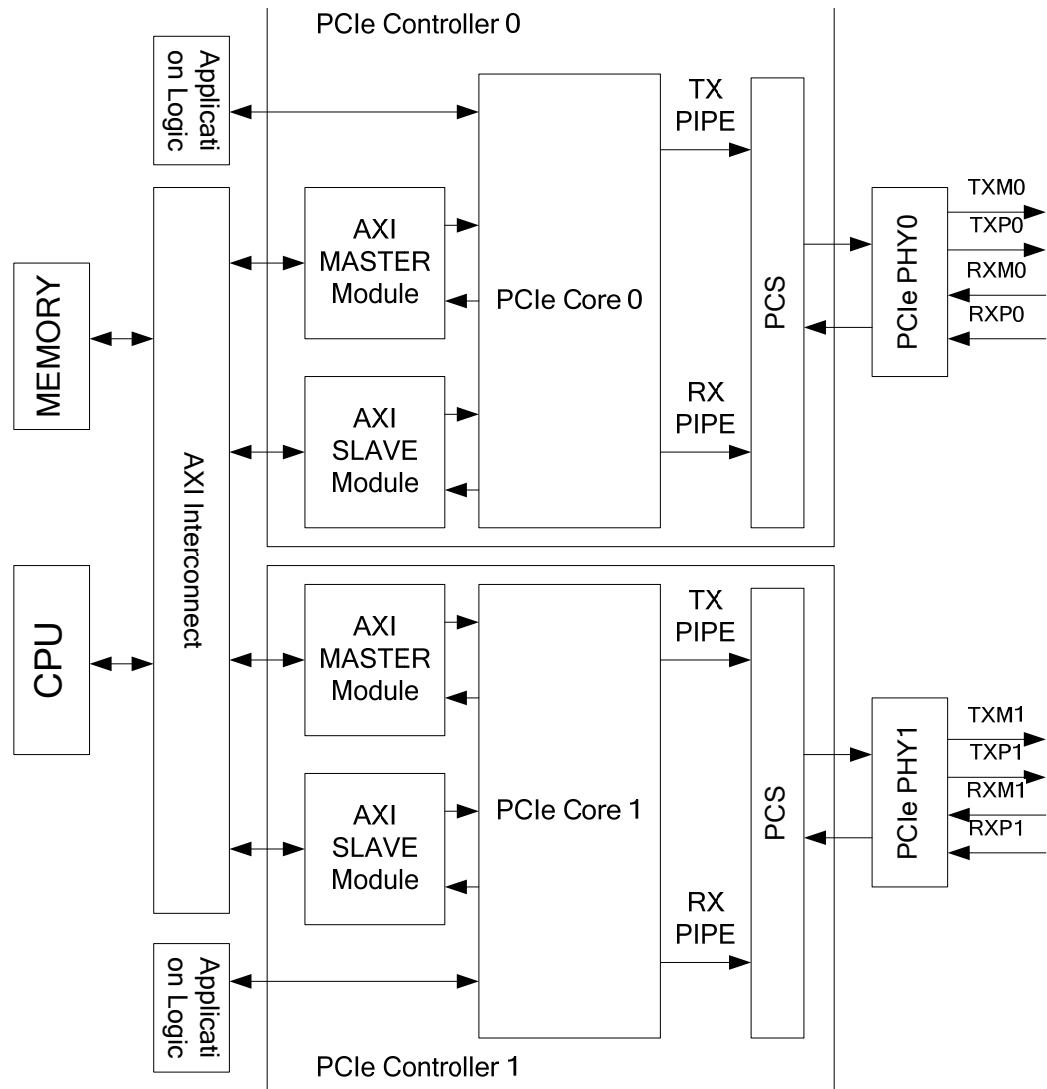 PCIe Controller 0
Applicati
on Logic
TX
PIPE
AXI
MASTER
Module
PCIe Core 0
PCS
PCIe PHY0
TXM0
TXP0
RXM0
RXP0
MEMORY
AXI
SLAVE
Module
RX
PIPE
AXI Interconnect
CPU
AXI
MASTER
Module
TX
PIPE
PCIe Core 1
PCS
PCIe PHY1
TXM1
TXP1
RXM1
RXP1
AXI
SLAVE
Module
RX
PIPE
Applicati
on Logic
PCIe Controller 1